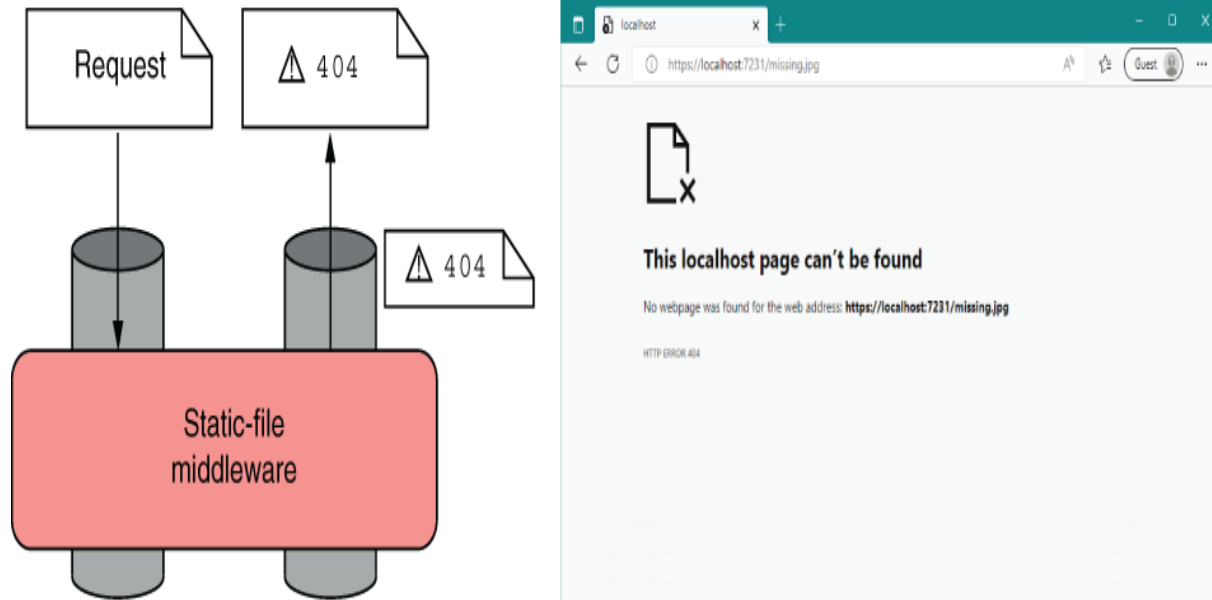 Request
⚠ 404
⚠ 404
Static-file
middleware
localhost
https://localhost:7231/missing.jpg
Guest
This localhost page can't be found
No webpage was found for the web address: https://localhost:7231/missing.jpg
HTTP ERROR 404